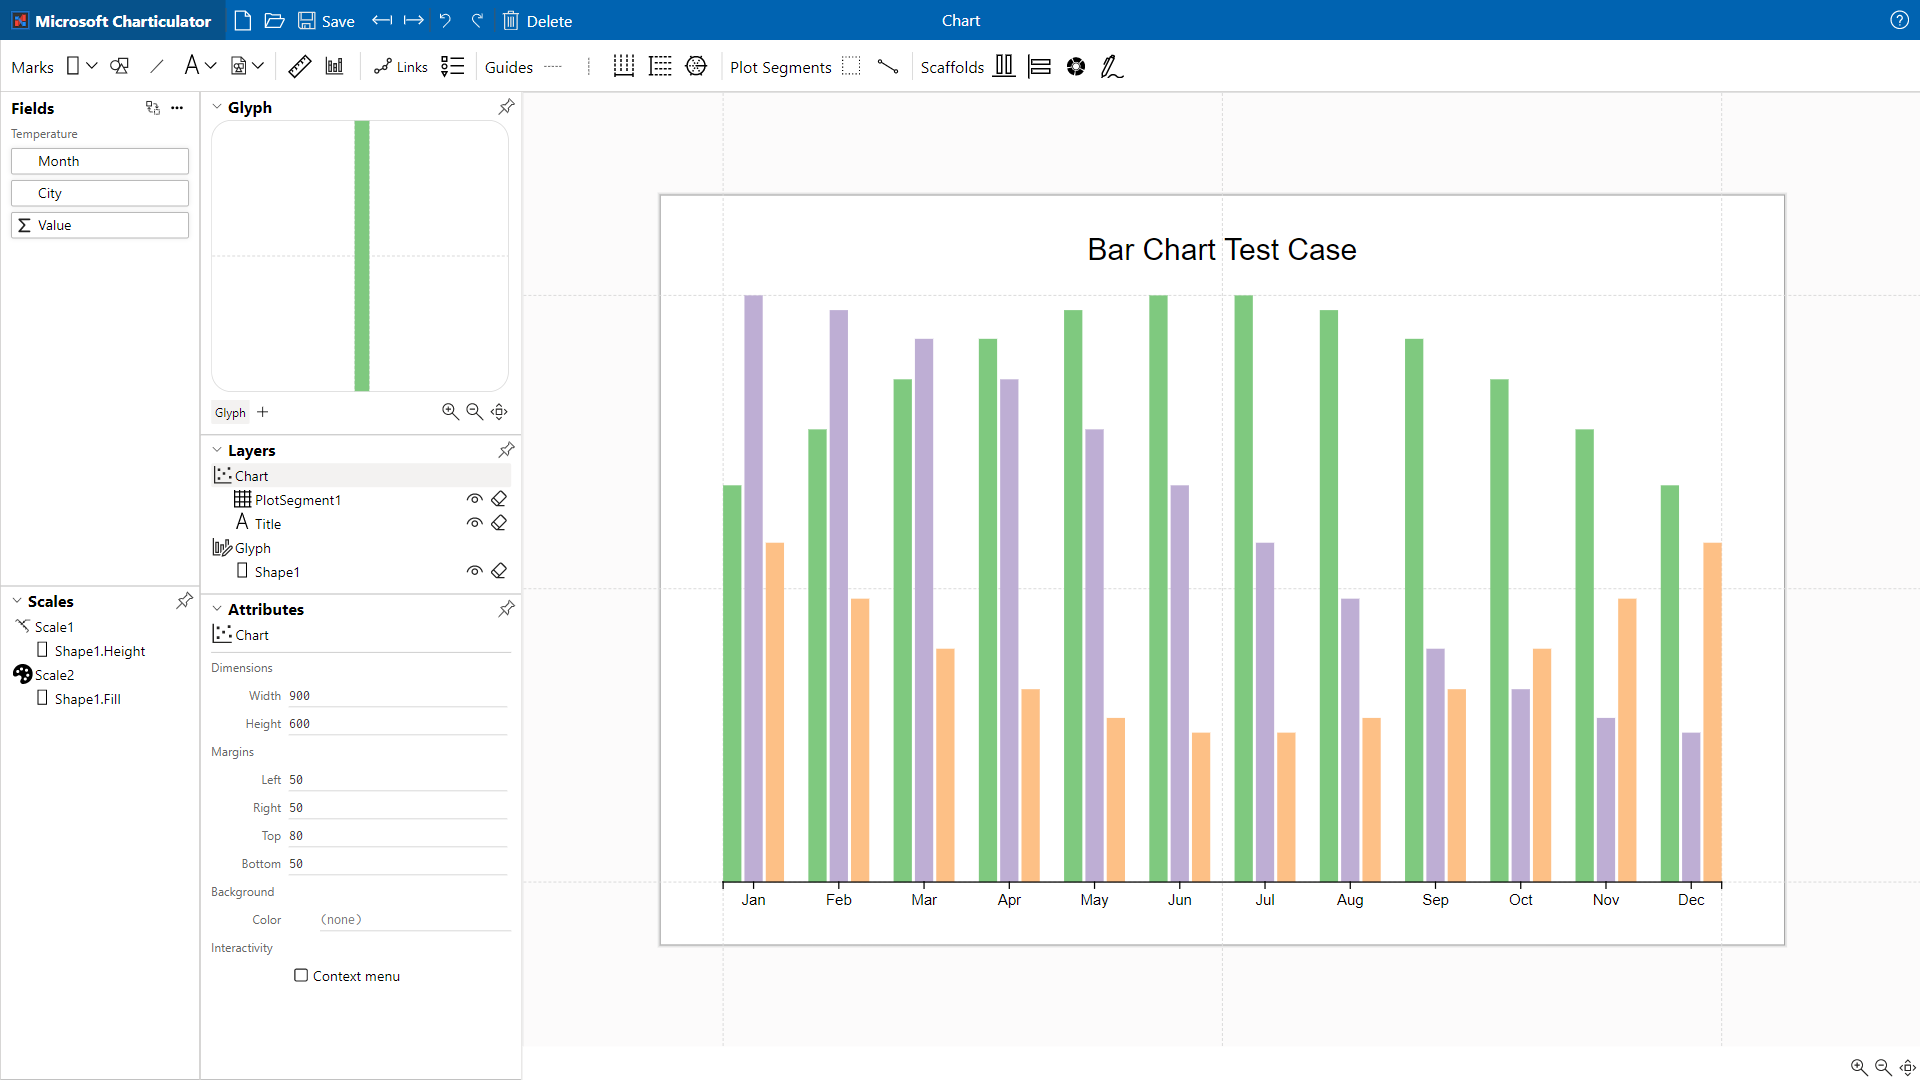 Microsoft Charticulator
Save
Delete
Chart
Marks
Links
Guides
Plot Segments
Scaffolds
Fields
Temperature
Month
City
Value
Scales
Scale1
Shape1.Height
Scale2
Shape1.Fill
Glyph
Glyph
Layers
Chart
PlotSegment1
Title
Glyph
Shape1
Attributes
Chart
Dimensions
Width 900
Height 600
Margins
Left 50
Right 50
Top 80
Bottom 50
Background
Color (none)
Interactivity
Context menu
Bar Chart Test Case
Jan Feb Mar Apr May Jun Jul Aug Sep Oct Nov Dec